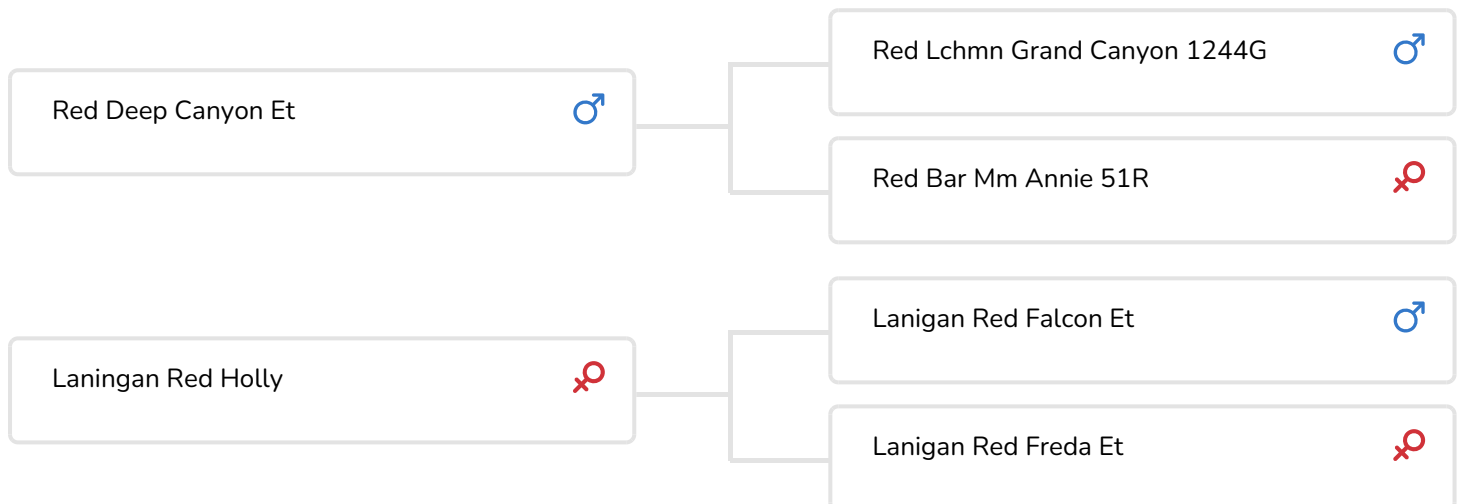 Red Deep Canyon Et
Red Lchmn Grand Canyon 1244G
Red Bar Mm Annie 51R
Laningan Red Holly
Lanigan Red Falcon Et
Lanigan Red Freda Et